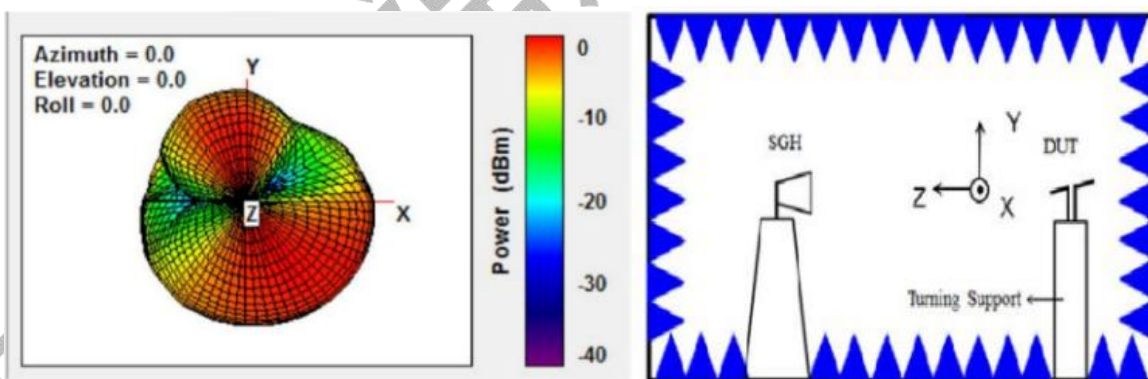 Azimuth = 0.0
Elevation = 0.0
Roll = 0.0
Y
Z
X
Power (dBm)
0
-10
-20
-30
-40
SGH
Y
DUT
Z
X
Turning Support